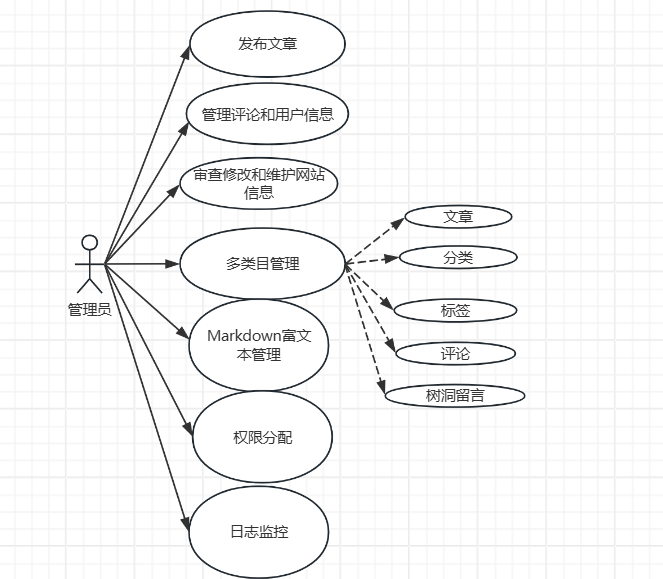 发布文章
管理评论和用户信息
审查修改和维护网站
信息
多类目管理
Markdown富文
本管理
权限分配
日志监控
管理员
文章
分类
标签
评论
树洞留言